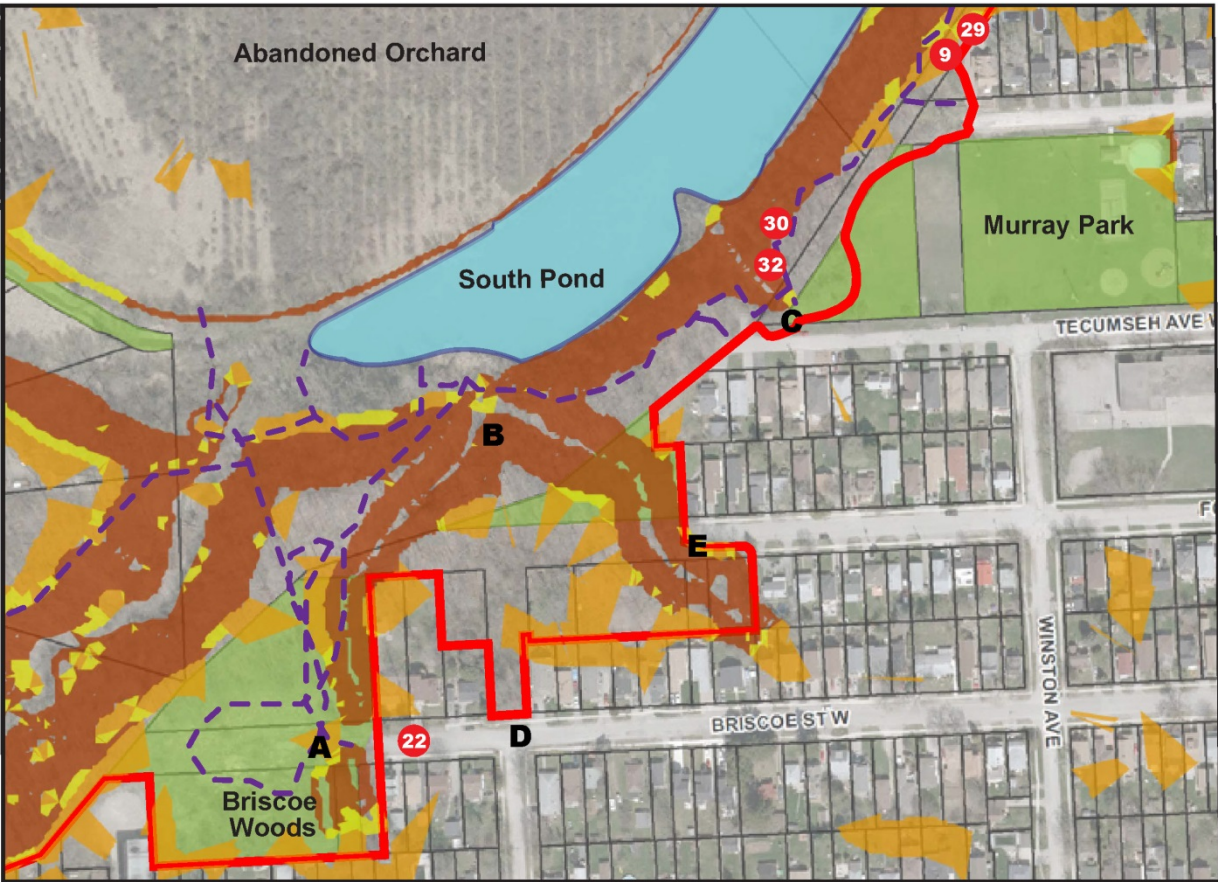 Abandoned Orchard
29
9
Murray Park
30
32
South Pond
C
TECUMSEH AVE W
B
E
F
WINSTON AVE
A
22
D
BRISCOE ST W
Briscoe
Woods